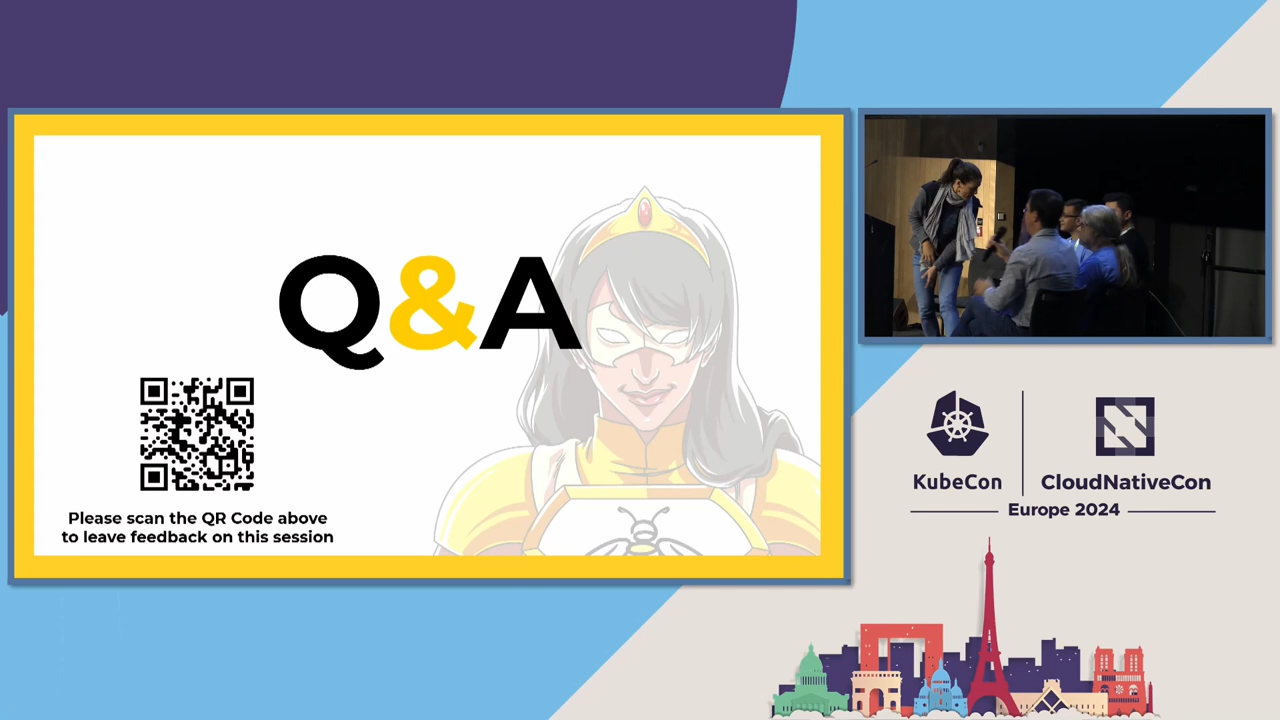 Q&A
Please scan the QR Code above
to leave feedback on this session
KubeCon
CloudNativeCon
Europe 2024